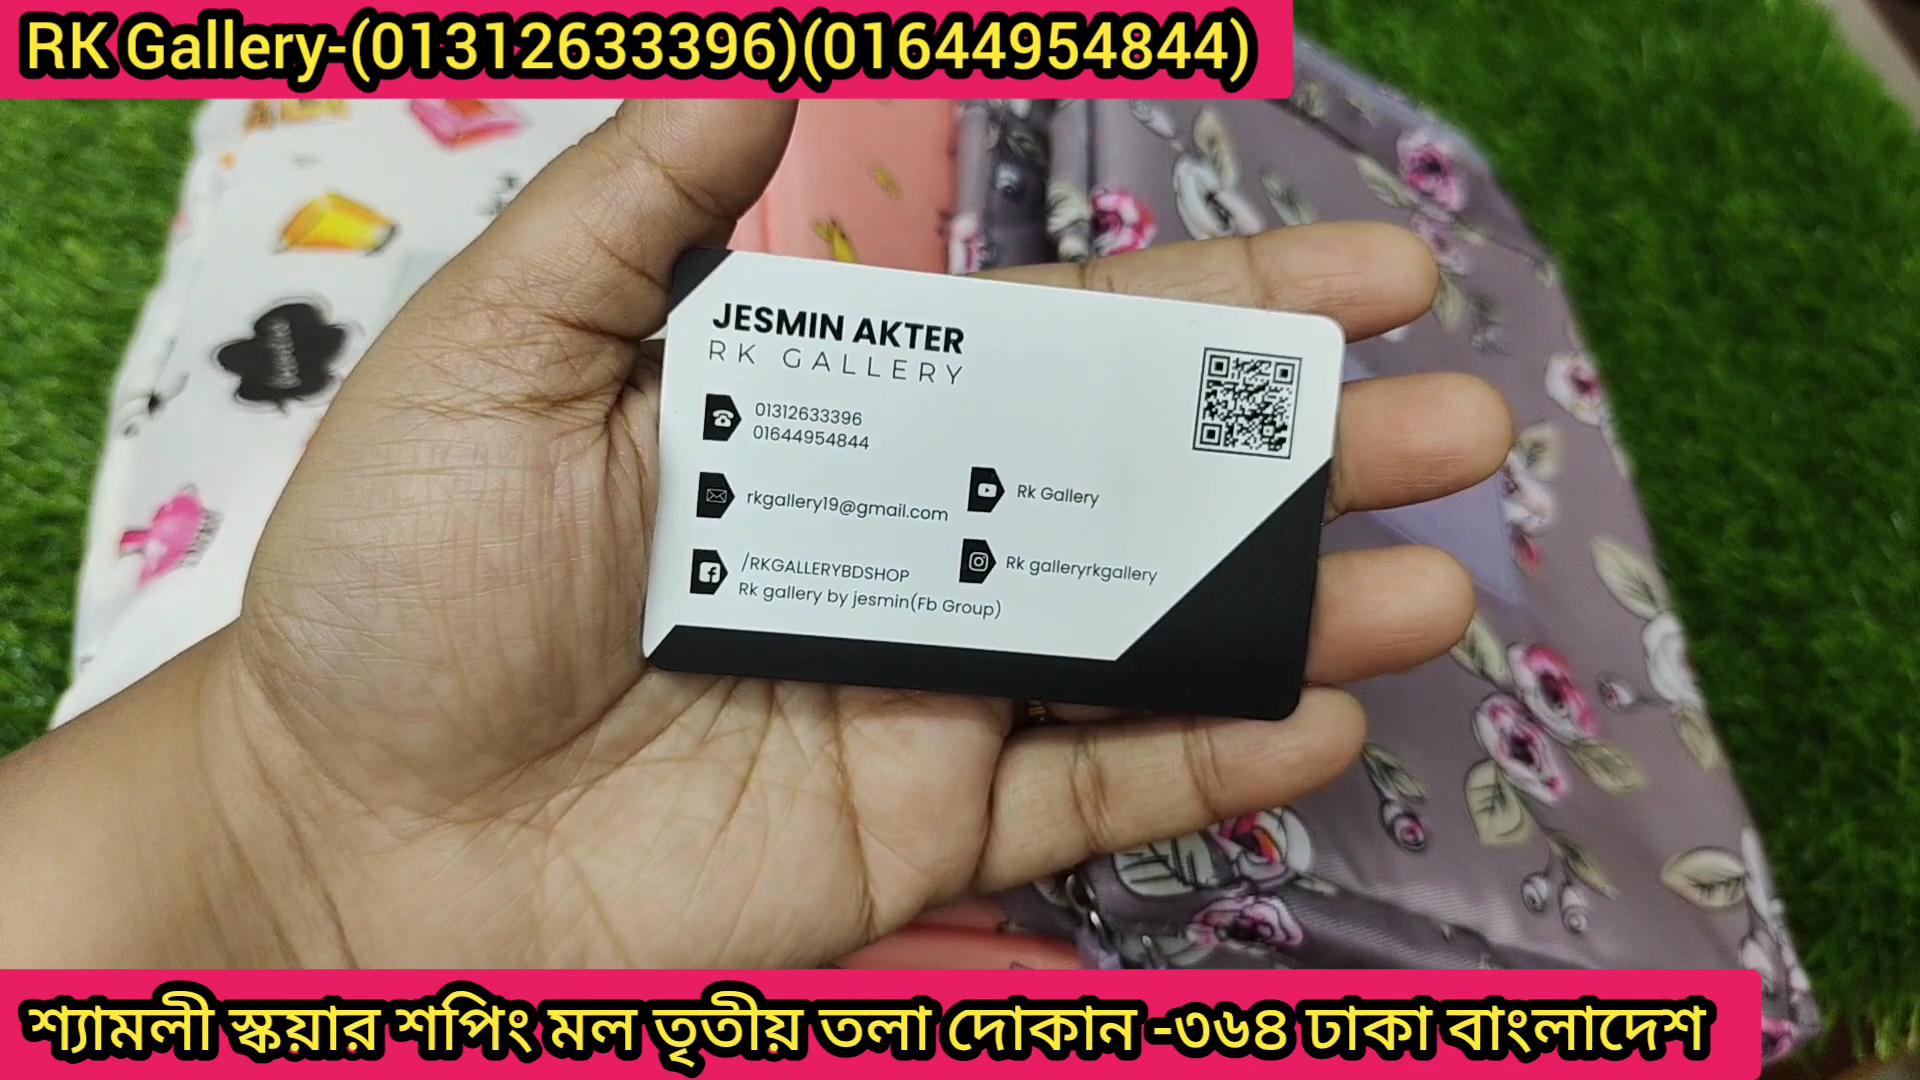 RK Gallery-(01312633396)(01644954844)
JESMIN AKTER
RK GALLERY
01312633396
01644954844
rkgallery19@gmail.com
Rk Gallery
/RKGALLERYBDSHOP
Rk gallery by jesmin(Fb Group)
Rk galleryrkgallery
শ্যামলী স্কয়ার শপিং মল তৃতীয় তলা দোকান -৩৬৪ ঢাকা বাংলাদেশ